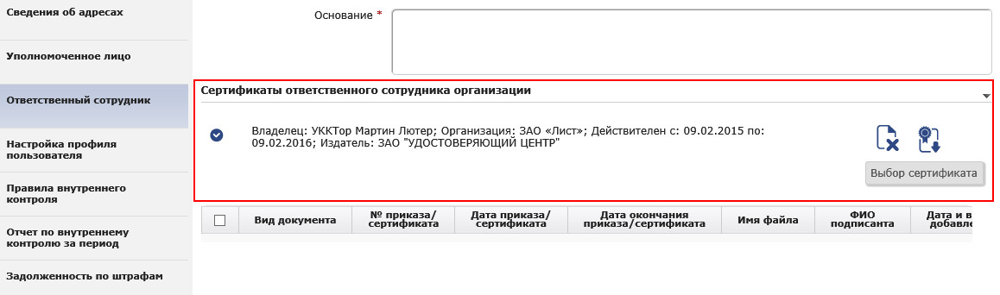 Сведения об адресах
Уполномоченное лицо
Ответственный сотрудник
Настройка профиля
пользователя
Правила внутреннего
контроля
Отчет по внутреннему
контролю за период
Задолженность по штрафам
Основание *
Сертификаты ответственного сотрудника организации
Владелец: УККТор Мартин Лютер; Организация: ЗАО «Лист»; Действителен с: 09.02.2015 по:
09.02.2016; Издатель: ЗАО "УДОСТОВЕРЯЮЩИЙ ЦЕНТР"
Выбор сертификата
Вид документа
№ приказа/
сертификата
Дата приказа/
сертификата
Дата окончания
приказа/сертификата
Имя файла
ФИО
подписанта
Дата и в
добавле